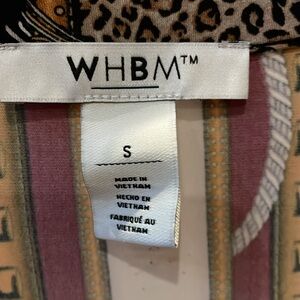 WHBM™
S
MADE IN
VIETNAM
HECHO EN
VIETNAM
FABRIQUÉ AU
VIETNAM